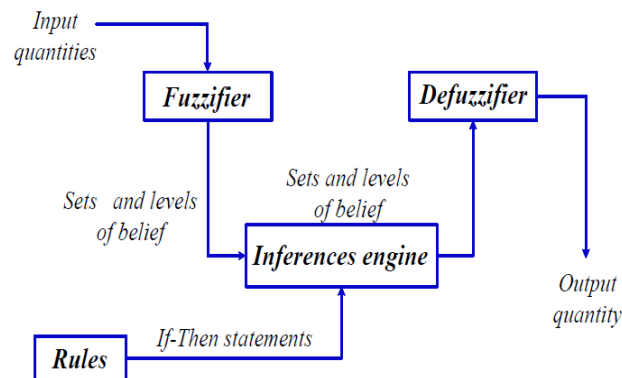 Input
quantities
Fuzzifier
Defuzzifier
Sets and levels
of belief
Sets and levels
of belief
Inferences engine
Output
quantity
If-Then statements
Rules